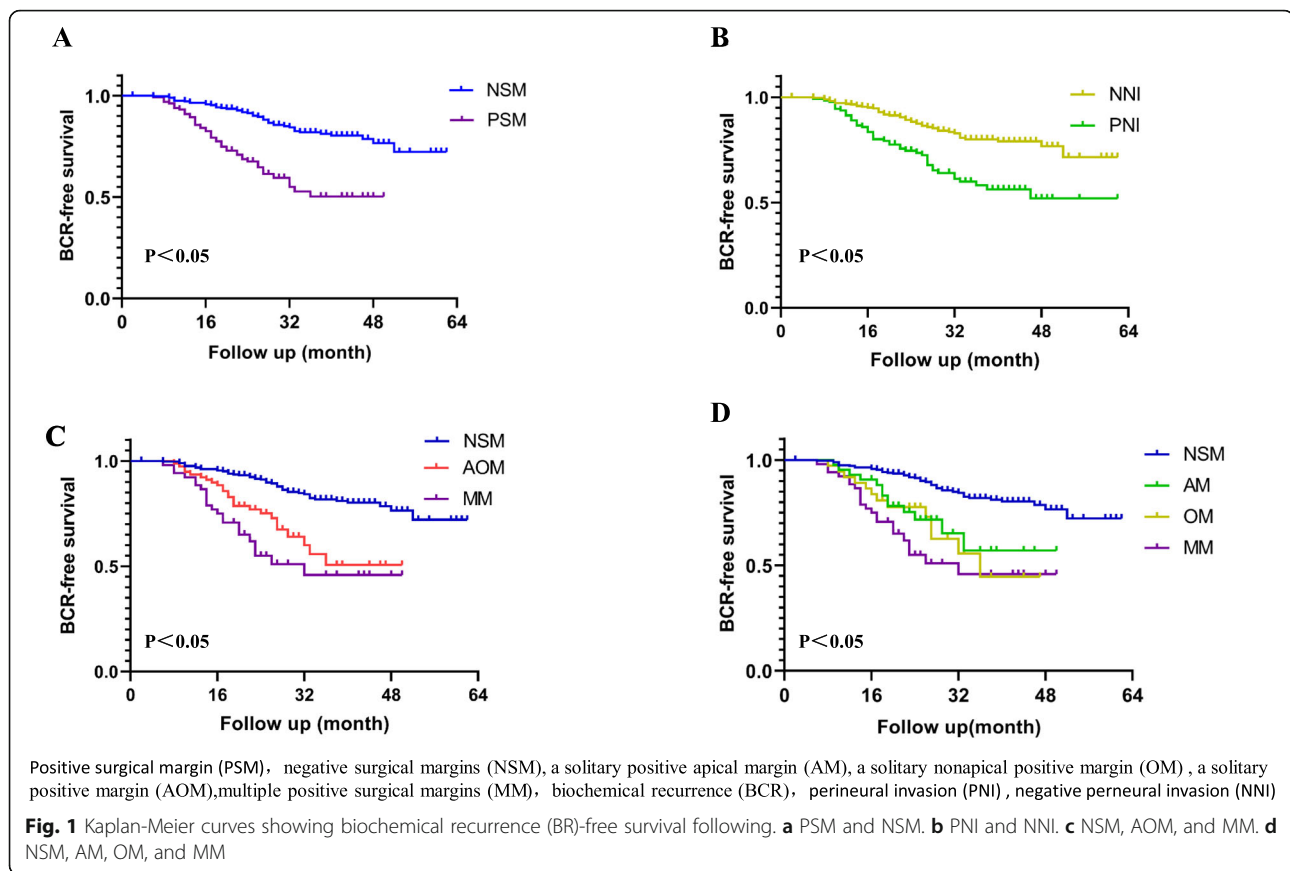 A
BCR-free survival
1.0
0.5
0.0
NSM
PSM
P<0.05
0 16 32 48 64
Follow up (month)
B
BCR-free survival
1.0
0.5
0.0
NNI
PNI
P<0.05
0 16 32 48 64
Follow up (month)
C
BCR-free survival
1.0
0.5
0.0
NSM
AOM
MM
P<0.05
0 16 32 48 64
Follow up (month)
D
BCR-free survival
1.0
0.5
0.0
NSM
AM
OM
MM
P<0.05
0 16 32 48 64
Follow up(month)
Positive surgical margin (PSM)，negative surgical margins (NSM), a solitary positive apical margin (AM), a solitary nonapical positive margin (OM) , a solitary
positive margin (AOM),multiple positive surgical margins (MM)，biochemical recurrence (BCR)，perineural invasion (PNI) , negative perneural invasion (NNI)
Fig. 1 Kaplan-Meier curves showing biochemical recurrence (BR)-free survival following. a PSM and NSM. b PNI and NNI. c NSM, AOM, and MM. d
NSM, AM, OM, and MM